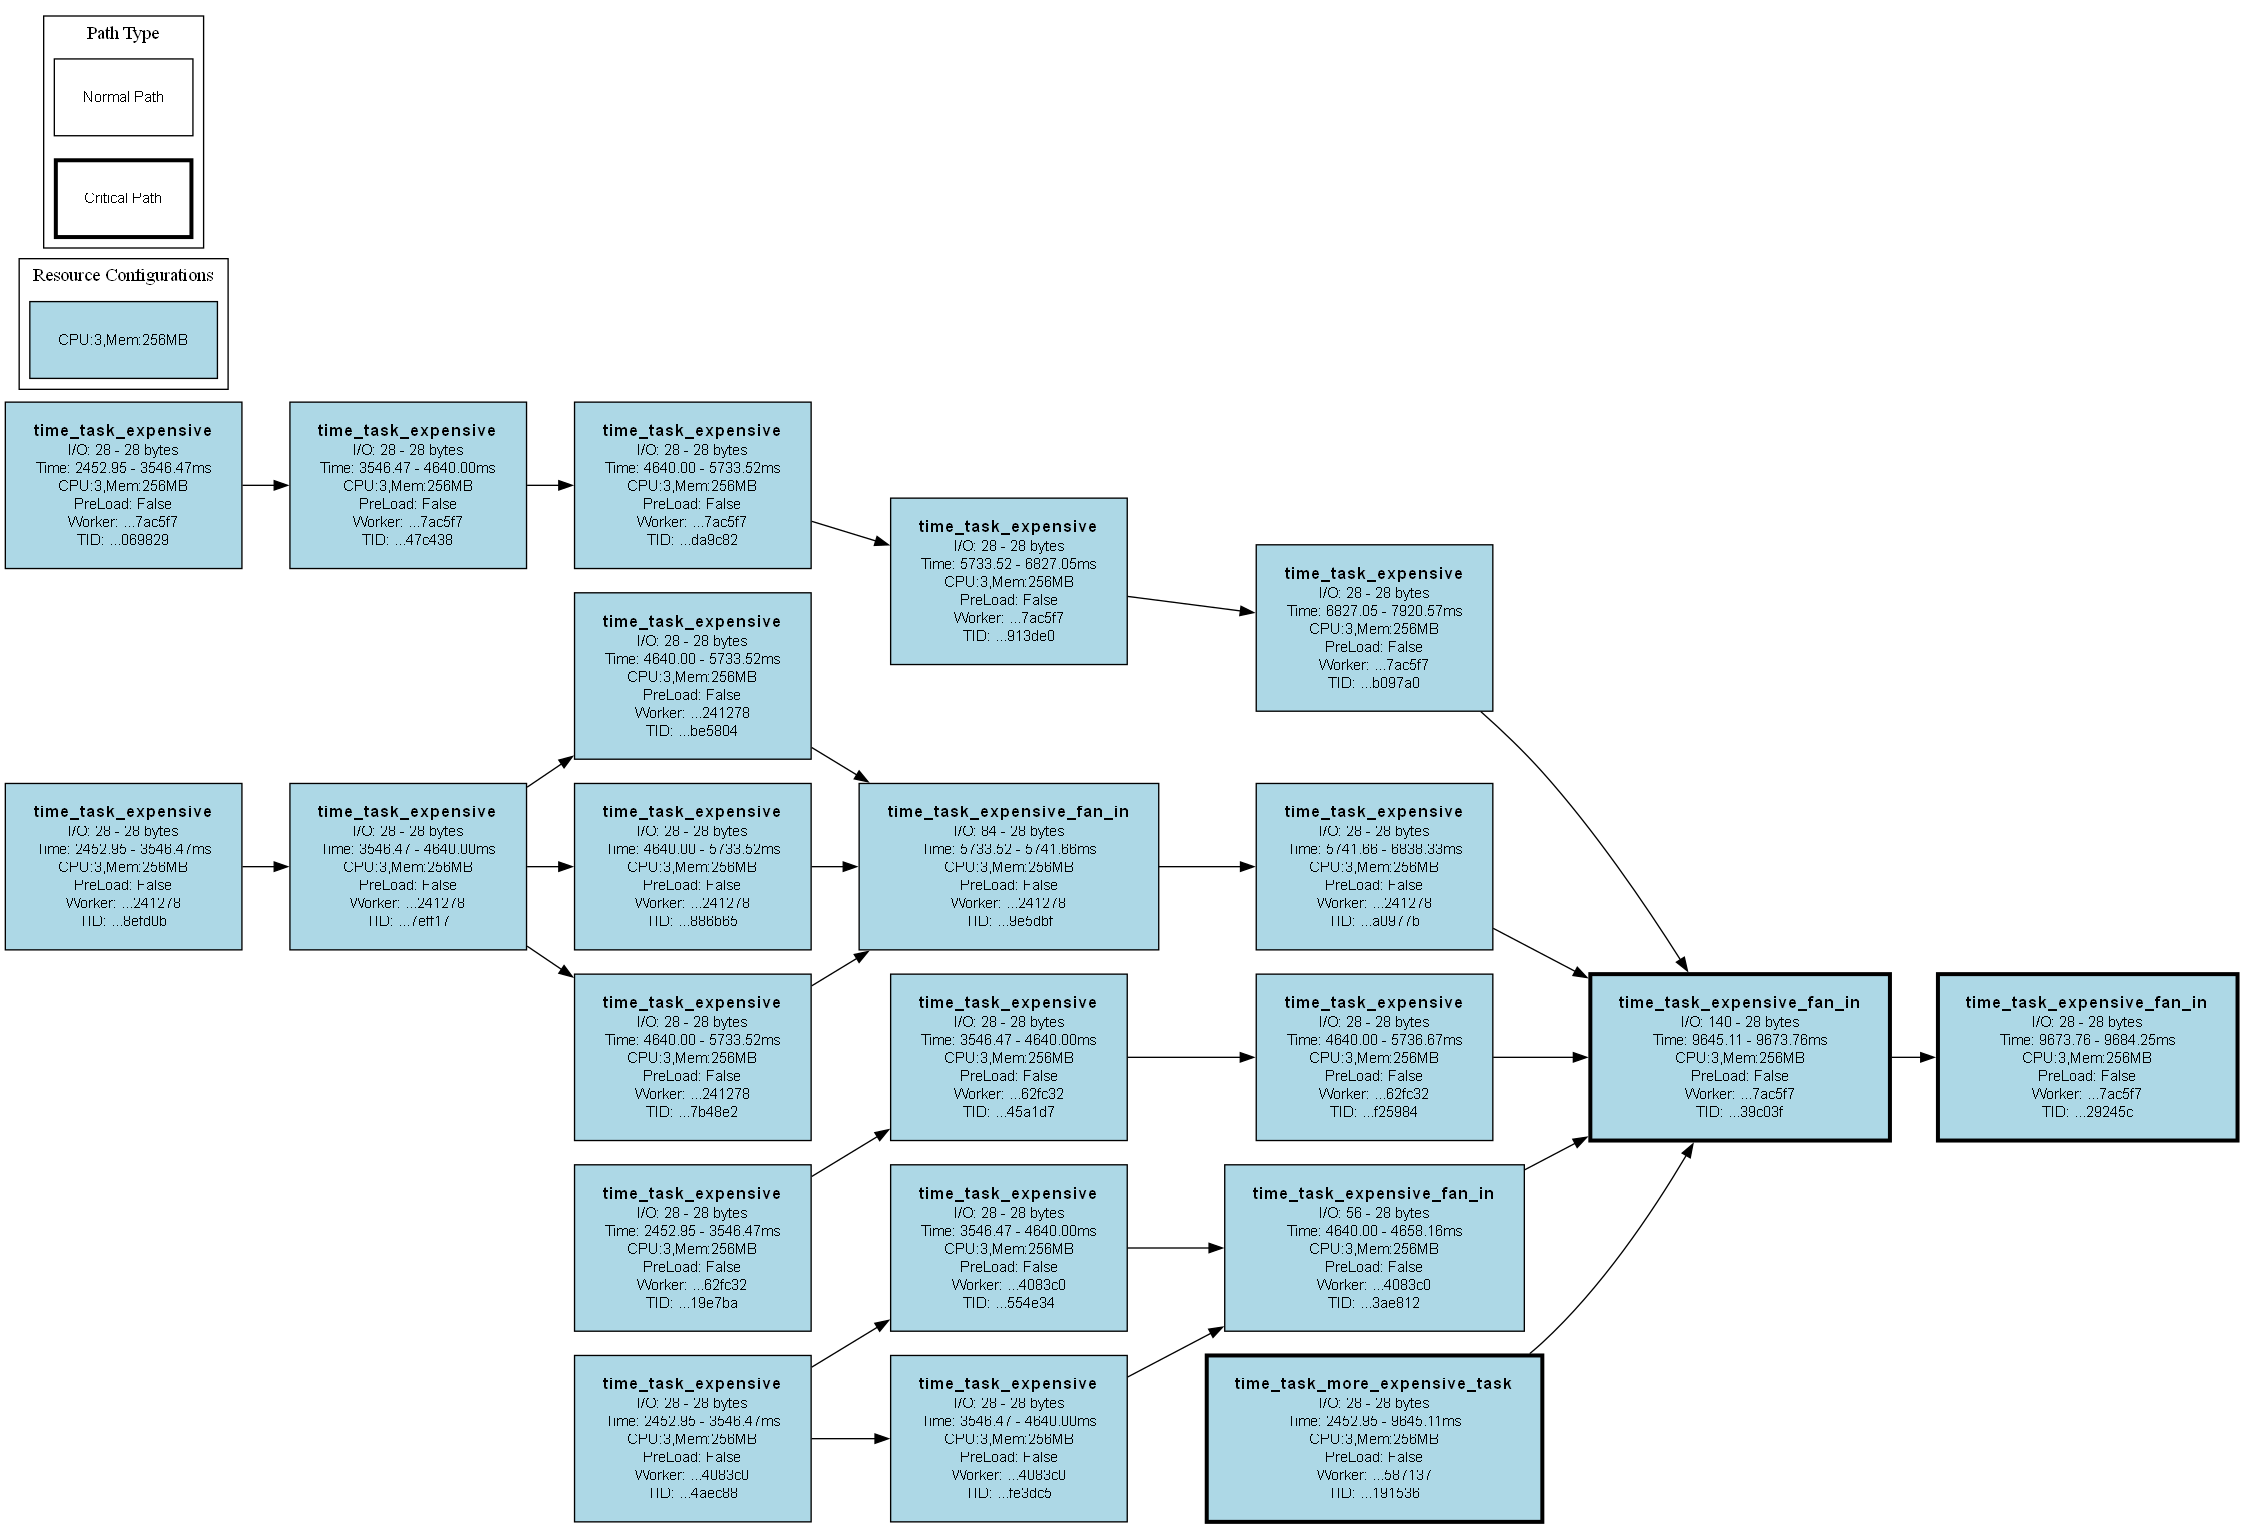 Path Type
Normal Path
Critical Path
Resource Configurations
CPU:3,Mem:256MB
time_task_expensive
I/O: 28 - 28 bytes
Time: 2452.95 - 3546.47ms
CPU:3,Mem:256MB
PreLoad: False
Worker: ...7ac5f7
TID: ...069829
time_task_expensive
I/O: 28 - 28 bytes
Time: 3546.47 - 4640.00ms
CPU:3,Mem:256MB
PreLoad: False
Worker: ...7ac5f7
TID: ...47c438
time_task_expensive
I/O: 28 - 28 bytes
Time: 4640.00 - 5733.52ms
CPU:3,Mem:256MB
PreLoad: False
Worker: ...7ac5f7
TID: ...da9c82
time_task_expensive
I/O: 28 - 28 bytes
Time: 5733.52 - 6827.05ms
CPU:3,Mem:256MB
PreLoad: False
Worker: ...7ac5f7
TID: ...913de0
time_task_expensive
I/O: 28 - 28 bytes
Time: 6827.05 - 7920.57ms
CPU:3,Mem:256MB
PreLoad: False
Worker: ...7ac5f7
TID: ...b097a0
time_task_expensive
I/O: 28 - 28 bytes
Time: 4640.00 - 5733.52ms
CPU:3,Mem:256MB
PreLoad: False
Worker: ...241278
TID: ...be5804
time_task_expensive
I/O: 28 - 28 bytes
Time: 2452.95 - 3546.47ms
CPU:3,Mem:256MB
PreLoad: False
Worker: ...241278
TID: ...8efd0b
time_task_expensive
I/O: 28 - 28 bytes
Time: 3546.47 - 4640.00ms
CPU:3,Mem:256MB
PreLoad: False
Worker: ...241278
TID: ...7eff17
time_task_expensive
I/O: 28 - 28 bytes
Time: 4640.00 - 5733.52ms
CPU:3,Mem:256MB
PreLoad: False
Worker: ...241278
TID: ...886b65
time_task_expensive_fan_in
I/O: 84 - 28 bytes
Time: 5733.52 - 5741.66ms
CPU:3,Mem:256MB
PreLoad: False
Worker: ...241278
TID: ...9e5dbf
time_task_expensive
I/O: 28 - 28 bytes
Time: 5741.66 - 6838.33ms
CPU:3,Mem:256MB
PreLoad: False
Worker: ...241278
TID: ...a0977b
time_task_expensive
I/O: 28 - 28 bytes
Time: 4640.00 - 5733.52ms
CPU:3,Mem:256MB
PreLoad: False
Worker: ...241278
TID: ...7b48e2
time_task_expensive
I/O: 28 - 28 bytes
Time: 3546.47 - 4640.00ms
CPU:3,Mem:256MB
PreLoad: False
Worker: ...62fc32
TID: ...45a1d7
time_task_expensive
I/O: 28 - 28 bytes
Time: 4640.00 - 5736.67ms
CPU:3,Mem:256MB
PreLoad: False
Worker: ...62fc32
TID: ...f25984
time_task_expensive_fan_in
I/O: 140 - 28 bytes
Time: 9645.11 - 9673.76ms
CPU:3,Mem:256MB
PreLoad: False
Worker: ...7ac5f7
TID: ...39c03f
time_task_expensive_fan_in
I/O: 28 - 28 bytes
Time: 9673.76 - 9684.25ms
CPU:3,Mem:256MB
PreLoad: False
Worker: ...7ac5f7
TID: ...29245c
time_task_expensive
I/O: 28 - 28 bytes
Time: 2452.95 - 3546.47ms
CPU:3,Mem:256MB
PreLoad: False
Worker: ...62fc32
TID: ...19e7ba
time_task_expensive
I/O: 28 - 28 bytes
Time: 3546.47 - 4640.00ms
CPU:3,Mem:256MB
PreLoad: False
Worker: ...4083c0
TID: ...554e34
time_task_expensive_fan_in
I/O: 56 - 28 bytes
Time: 4640.00 - 4658.16ms
CPU:3,Mem:256MB
PreLoad: False
Worker: ...4083c0
TID: ...3ae812
time_task_expensive
I/O: 28 - 28 bytes
Time: 2452.95 - 3546.47ms
CPU:3,Mem:256MB
PreLoad: False
Worker: ...4083c0
TID: ...4aec88
time_task_expensive
I/O: 28 - 28 bytes
Time: 3546.47 - 4640.00ms
CPU:3,Mem:256MB
PreLoad: False
Worker: ...4083c0
TID: ...fe3dc5
time_task_more_expensive_task
I/O: 28 - 28 bytes
Time: 2452.95 - 9645.11ms
CPU:3,Mem:256MB
PreLoad: False
Worker: ...587137
TID: ...191536